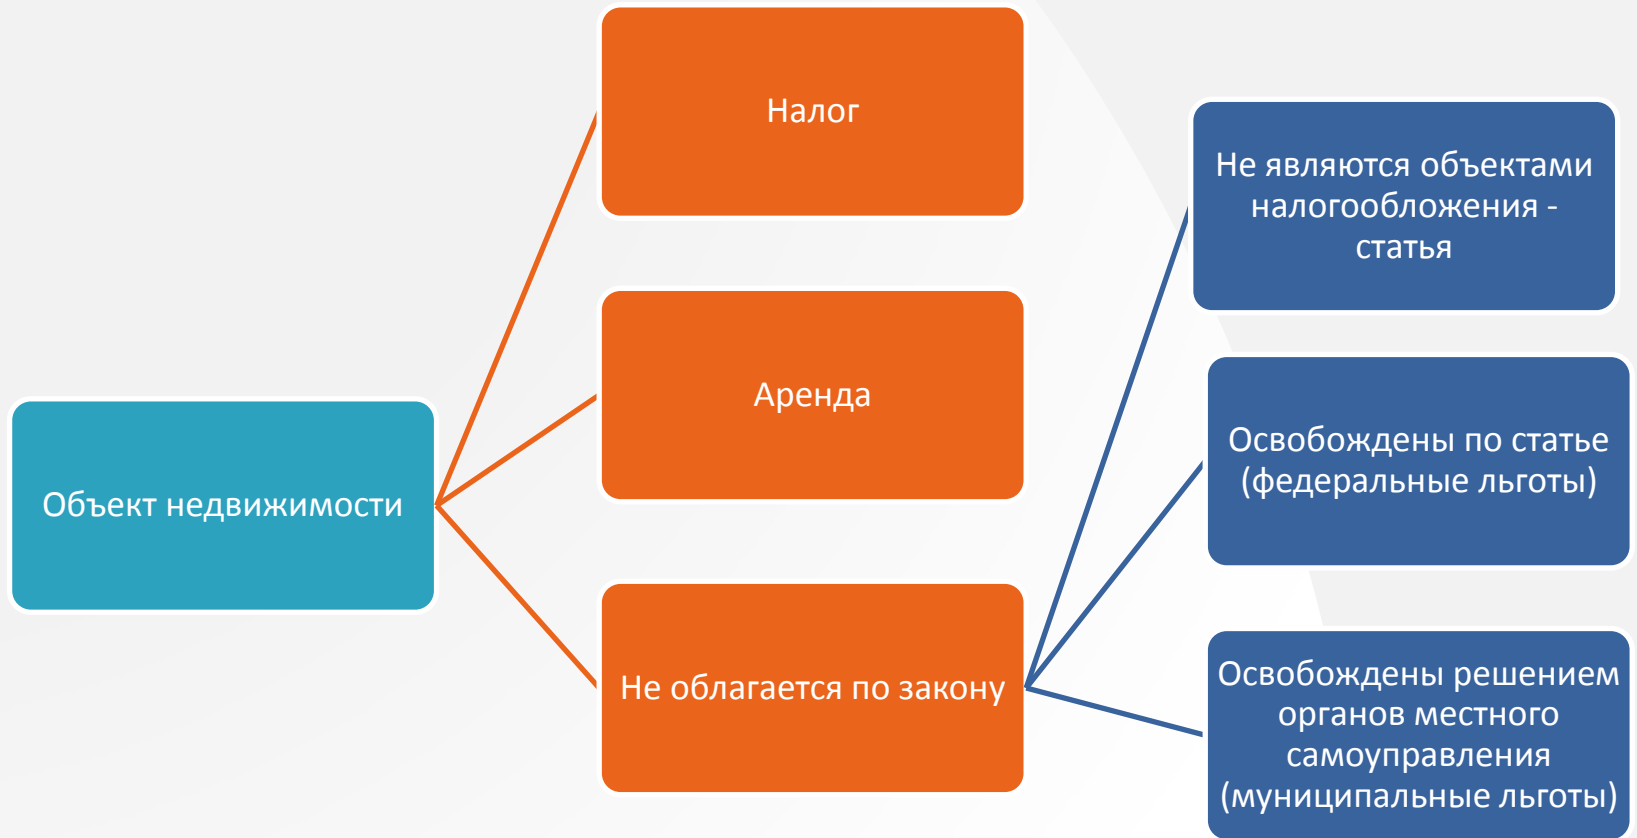 Объект недвижимости
Налог
Аренда
Не облагается по закону
Не являются объектами
налогообложения -
статья
Освобождены по статье
(федеральные льготы)
Освобождены решением
органов местного
самоуправления
(муниципальные льготы)